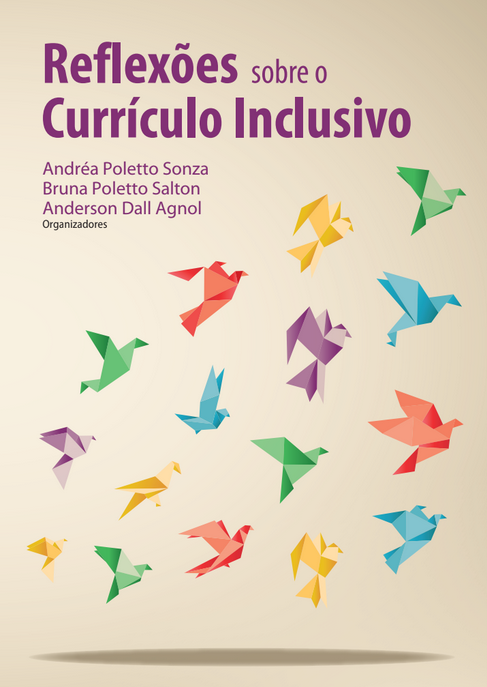 Reflexões sobre o
Currículo Inclusivo
Andréa Poletto Sonza
Bruna Poletto Salton
Anderson Dall Agnol
Organizadores